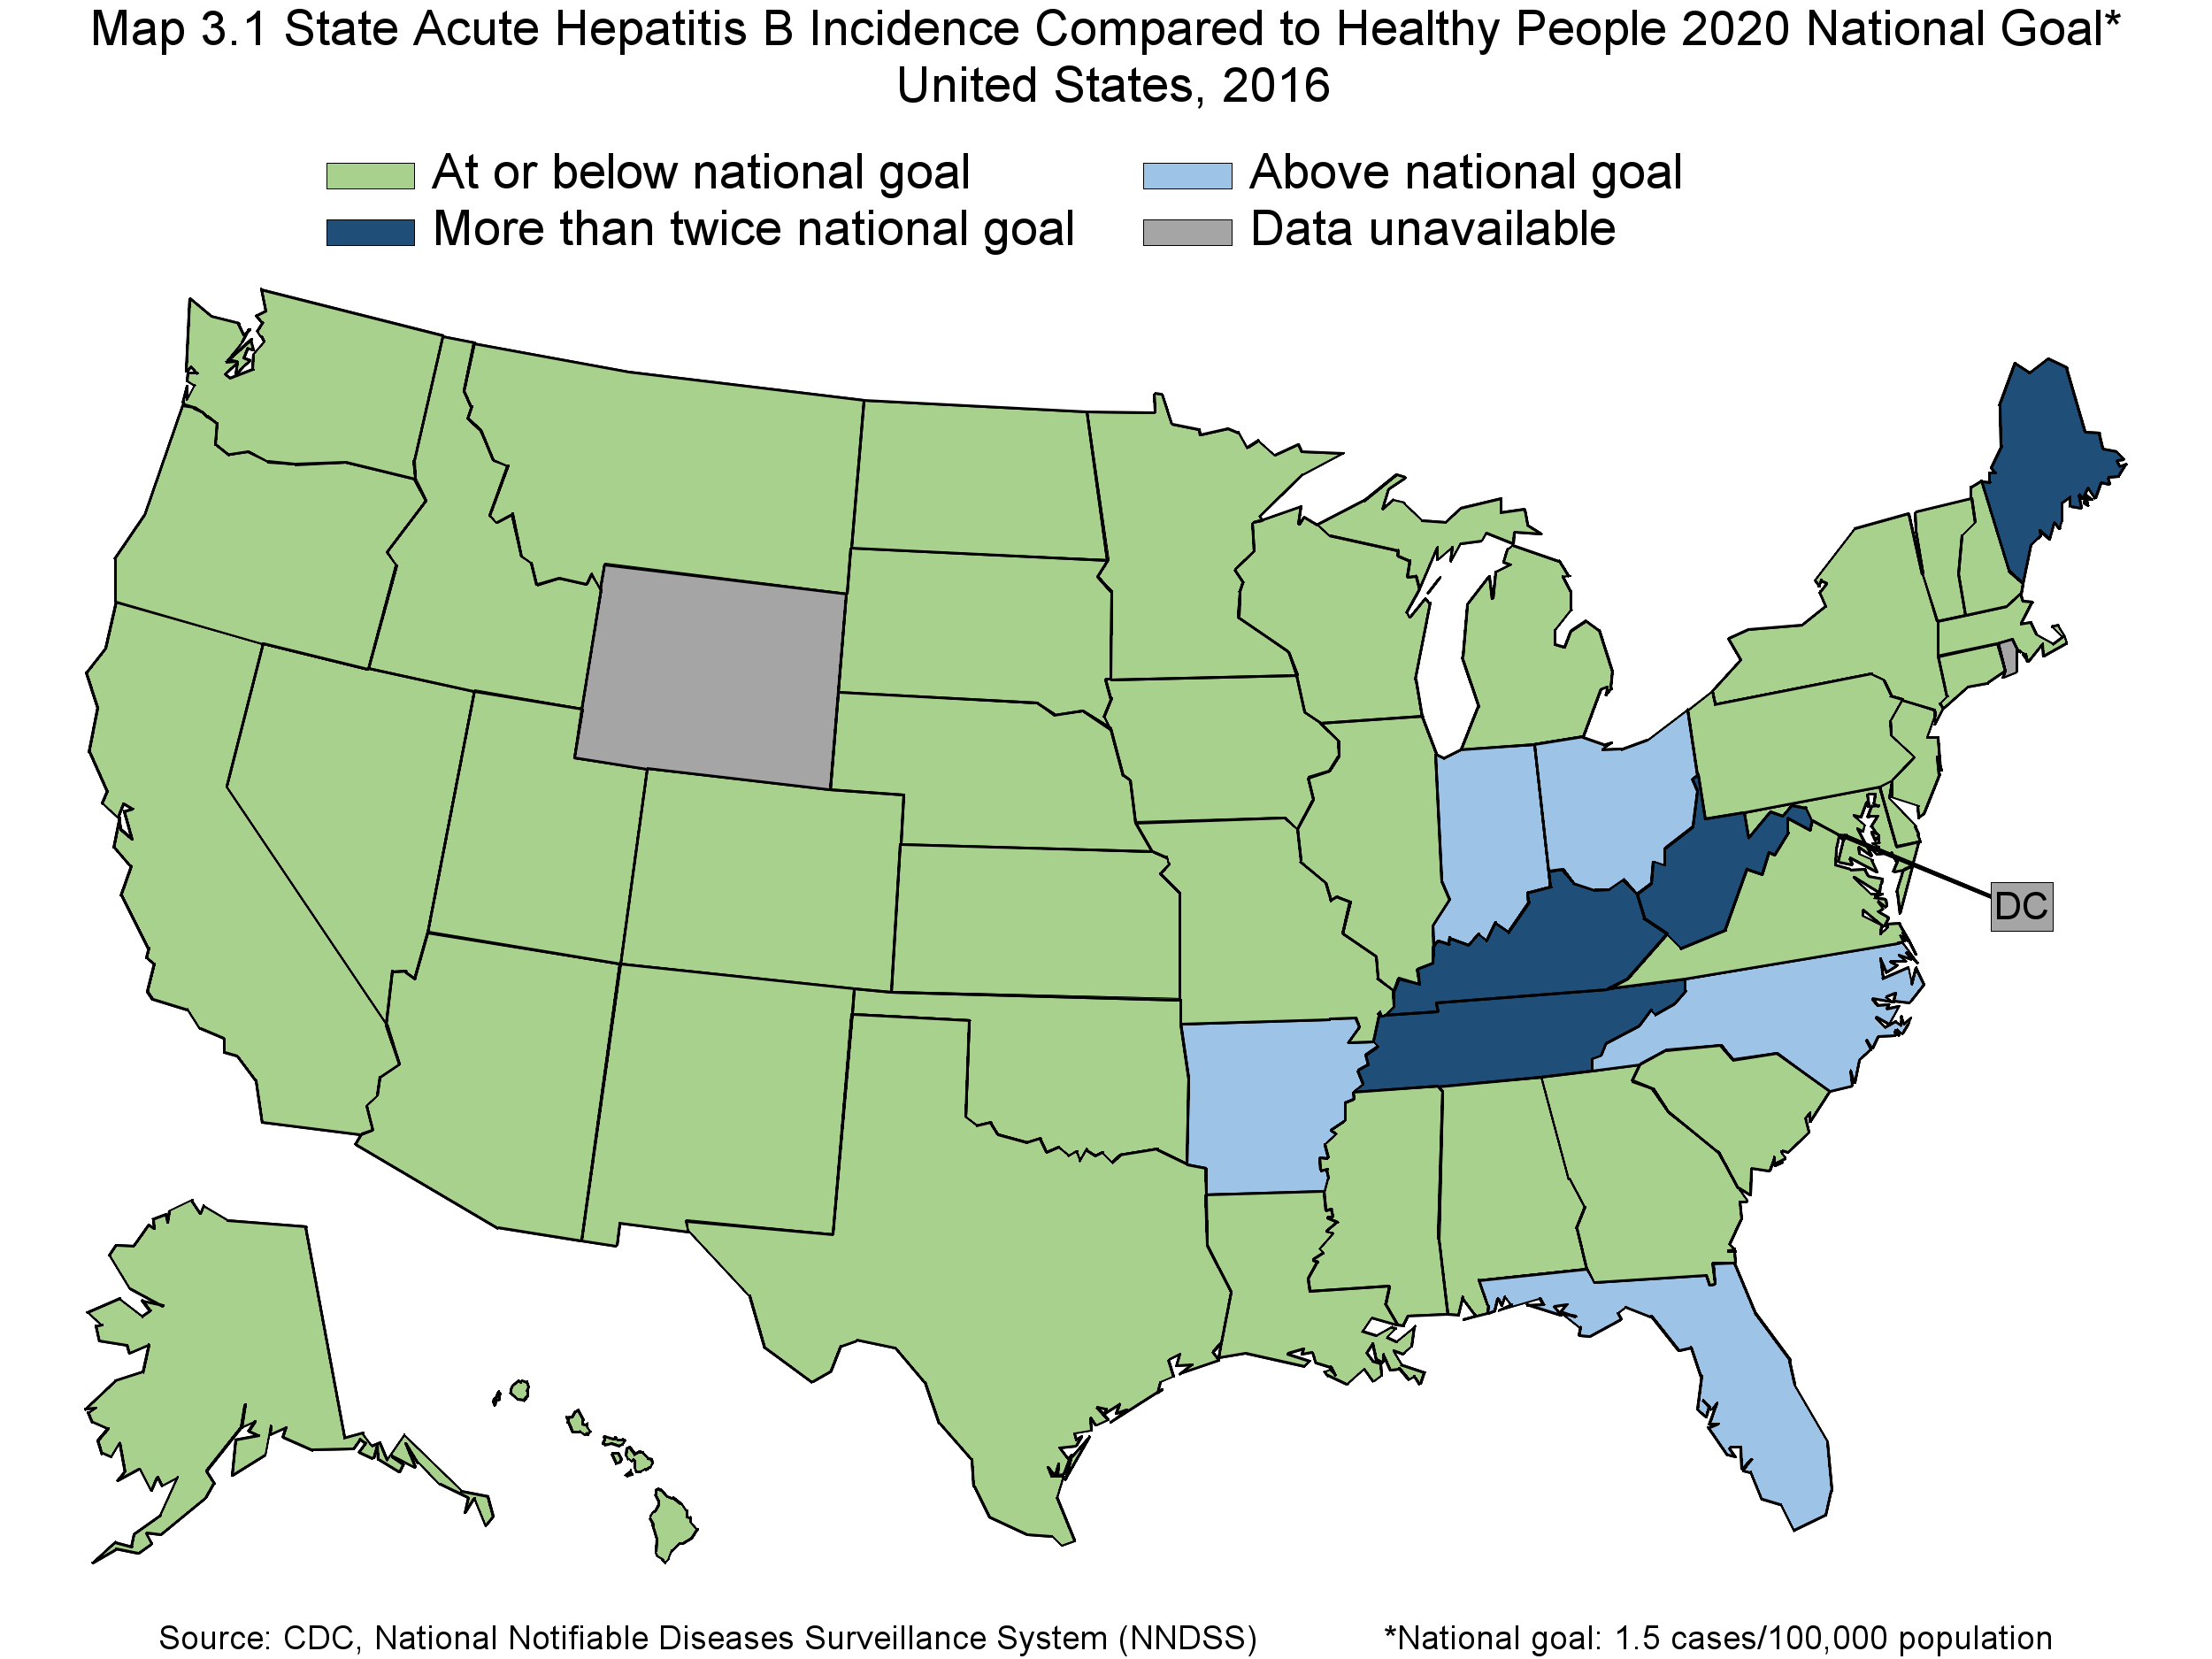 Map 3.1 State Acute Hepatitis B Incidence Compared to Healthy People 2020 National Goal*
United States, 2016
At or below national goal
Above national goal
More than twice national goal
Data unavailable
DC
Source: CDC, National Notifiable Diseases Surveillance System (NNDSS)
*National goal: 1.5 cases/100,000 population